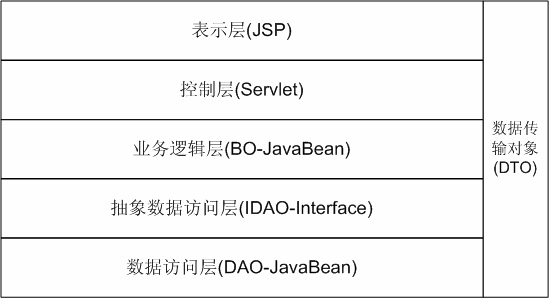 表示层(JSP)
控制层(Servlet)
业务逻辑层(BO-JavaBean)
抽象数据访问层(IDAO-Interface)
数据访问层(DAO-JavaBean)
数据传
输对象
(DTO)